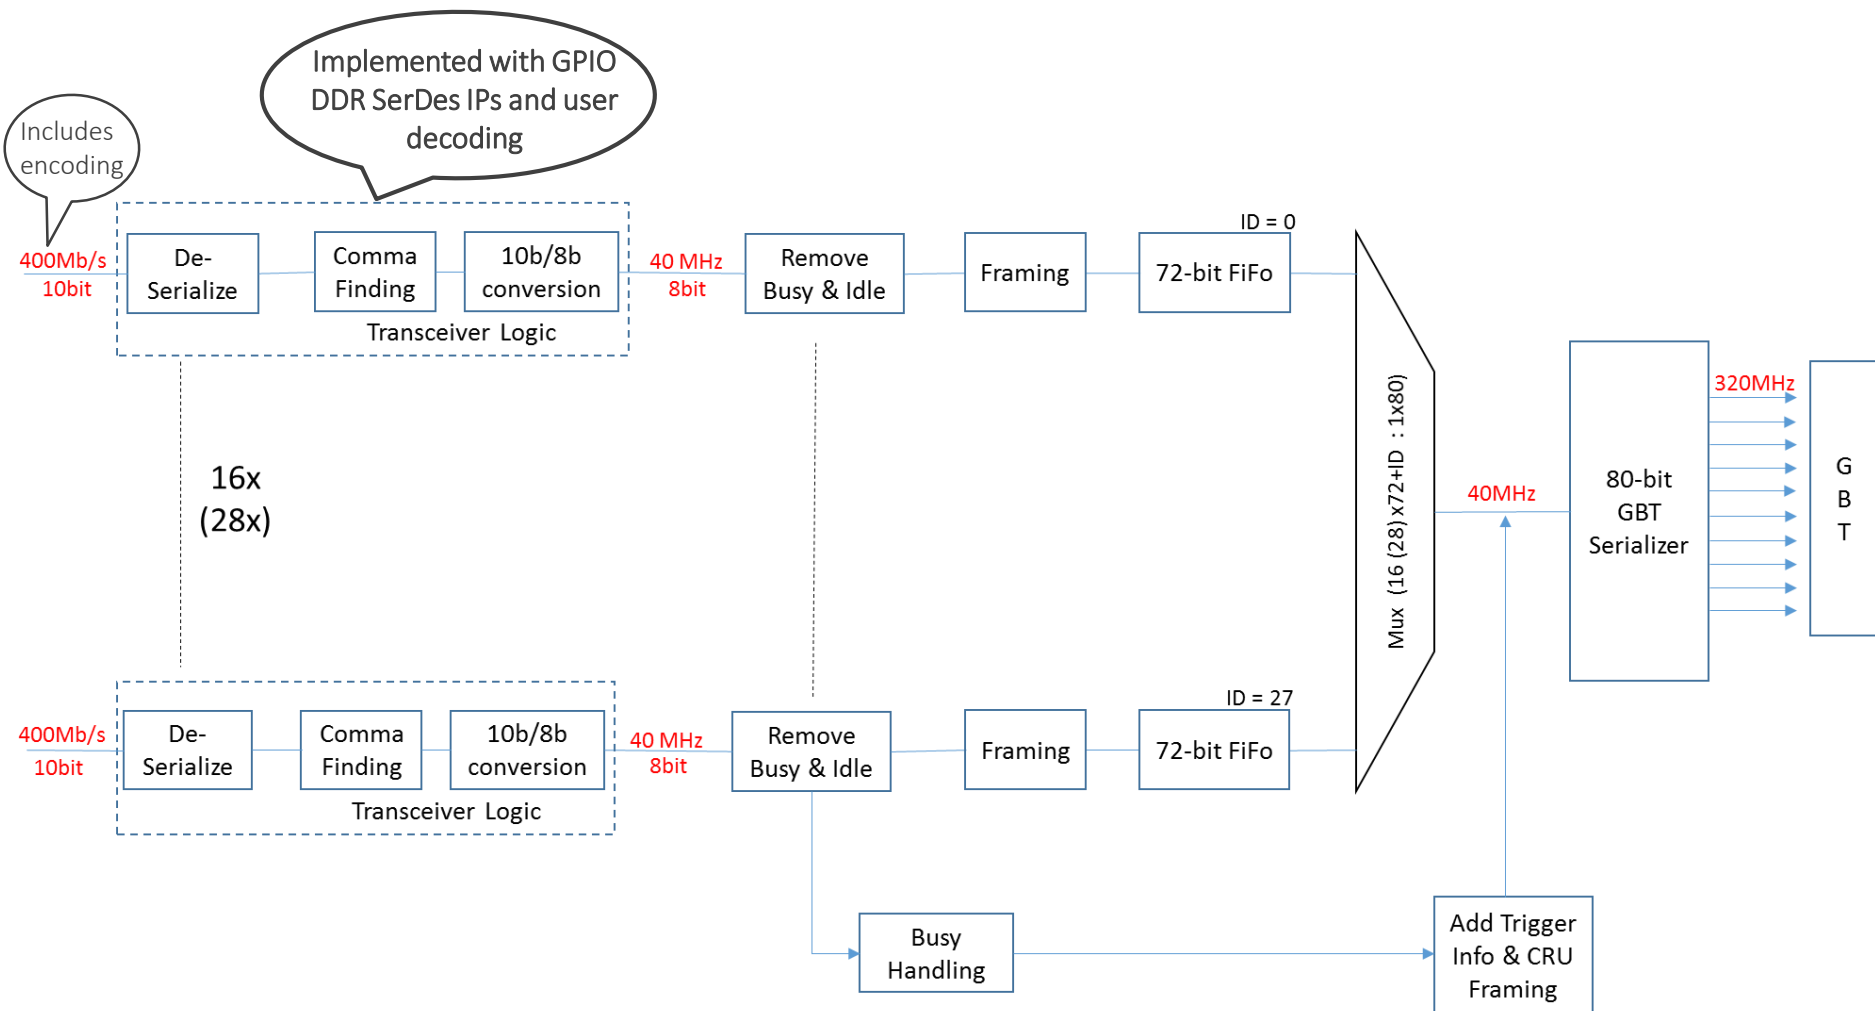 Implemented with GPIO
DDR SerDes IPs and user
decoding
Includes
encoding
ID = 0
400Mb/s
10bit
De-
Serialize
Comma
Finding
10b/8b
conversion
Transceiver Logic
40 MHz
8bit
Remove
Busy & Idle
Framing
72-bit FiFo
16x
(28x)
Mux (16 (28) x72+ID : 1x80)
40MHz
80-bit
GBT
Serializer
320MHz
G
B
T
ID = 27
400Mb/s
10bit
De-
Serialize
Comma
Finding
10b/8b
conversion
Transceiver Logic
40 MHz
8bit
Remove
Busy & Idle
Framing
72-bit FiFo
Busy
Handling
Add Trigger
Info & CRU
Framing